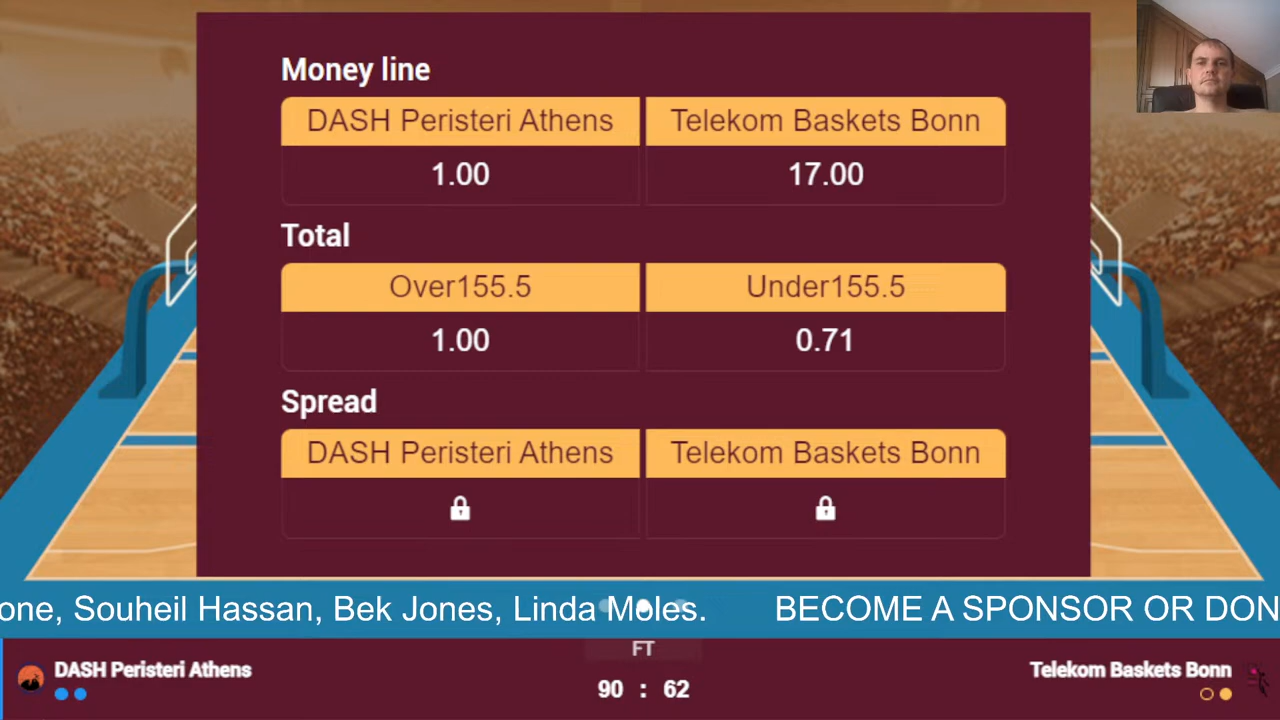 Money line
DASH Peristeri Athens Telekom Baskets Bonn
1.00 17.00
Total
Over155.5 Under155.5
1.00 0.71
Spread
DASH Peristeri Athens Telekom Baskets Bonn
one, Souheil Hassan, Bek Jones, Linda Moles. BECOME A SPONSOR OR DON
FT
DASH Peristeri Athens 90 : 62 Telekom Baskets Bonn